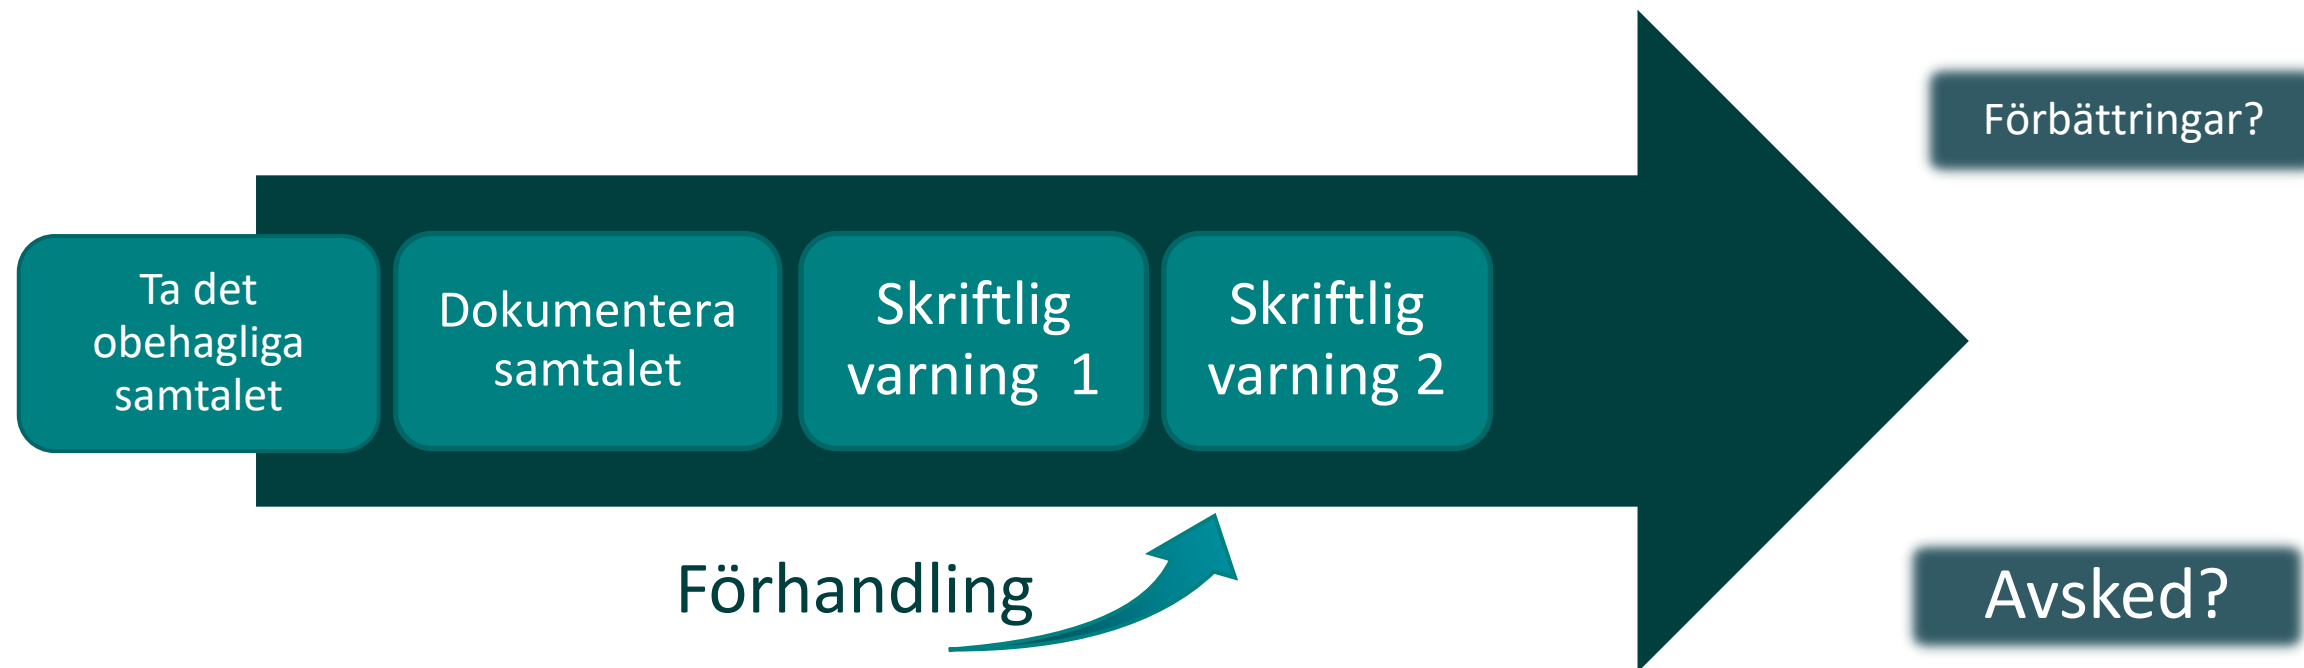 Ta det
obehagliga
samtalet
Dokumentera
samtalet
Skriftlig
varning  1
Skriftlig
varning 2
Förhandling
Förbättringar?
Avsked?